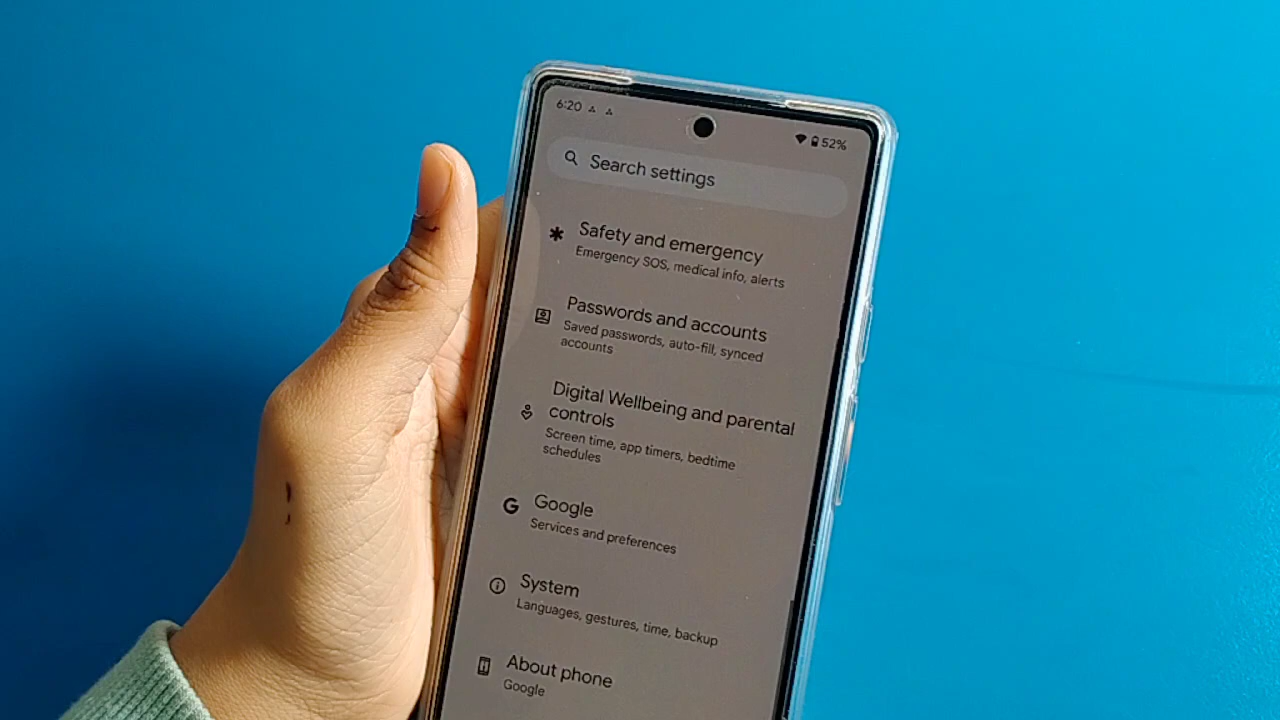 6:20
52%
Search settings
Safety and emergency
Emergency SOS, medical info, alerts
Passwords and accounts
Saved passwords, auto-fill, synced
accounts
Digital Wellbeing and parental
controls
Screen time, app timers, bedtime
schedules
Google
Services and preferences
System
Languages, gestures, time, backup
About phone
Google